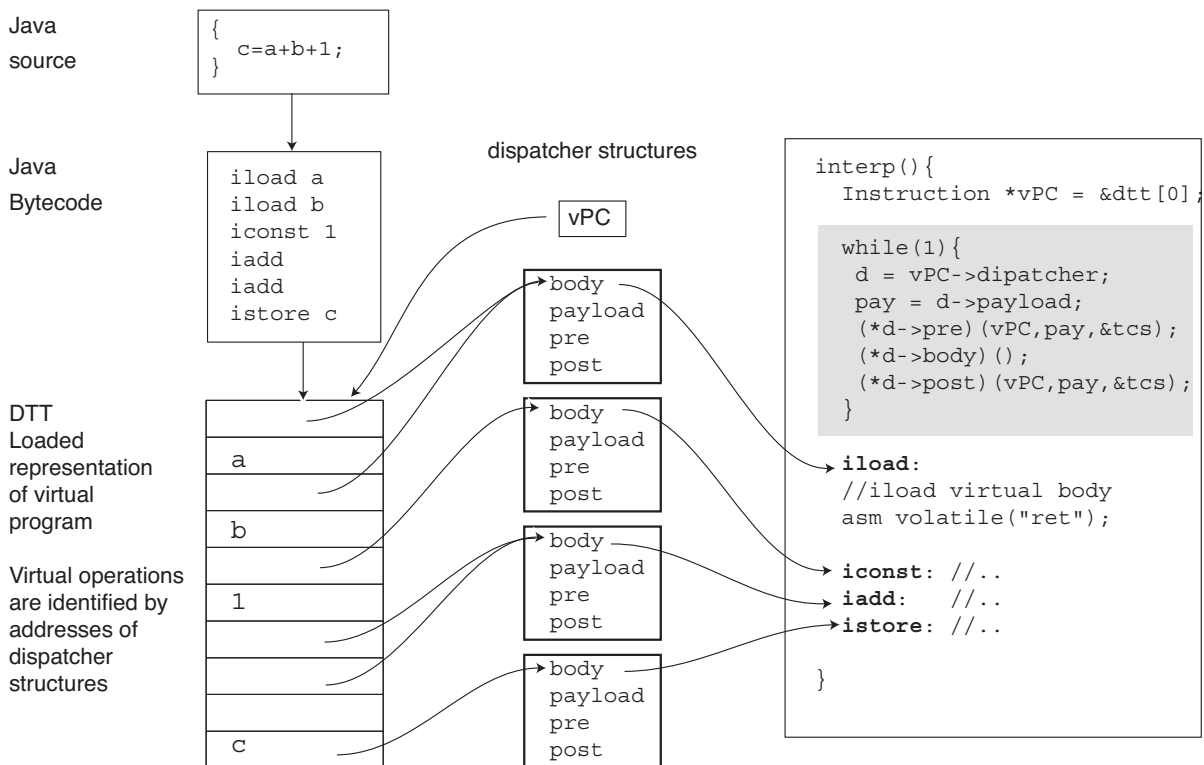 Java
source
{
c=a+b+1;
}
Java
Bytecode
iload a
iload b
iconst 1
iadd
iadd
istore c
DTT
Loaded
representation
of virtual
program
Virtual operations
are identified by
addresses of
dispatcher
structures
a
b
1
c
dispatcher structures
vPC
body
payload
pre
post
body
payload
pre
post
body
payload
pre
post
body
payload
pre
post
interp(){
Instruction *vPC = &dtt[0];
while(1){
d = vPC->dipatcher;
pay = d->payload;
(*d->pre)(vPC,pay,&tcs);
(*d->body)();
(*d->post)(vPC,pay,&tcs);
}
iload:
//iload virtual body
asm volatile("ret");
iconst: //..
iadd: //..
istore: //..
}